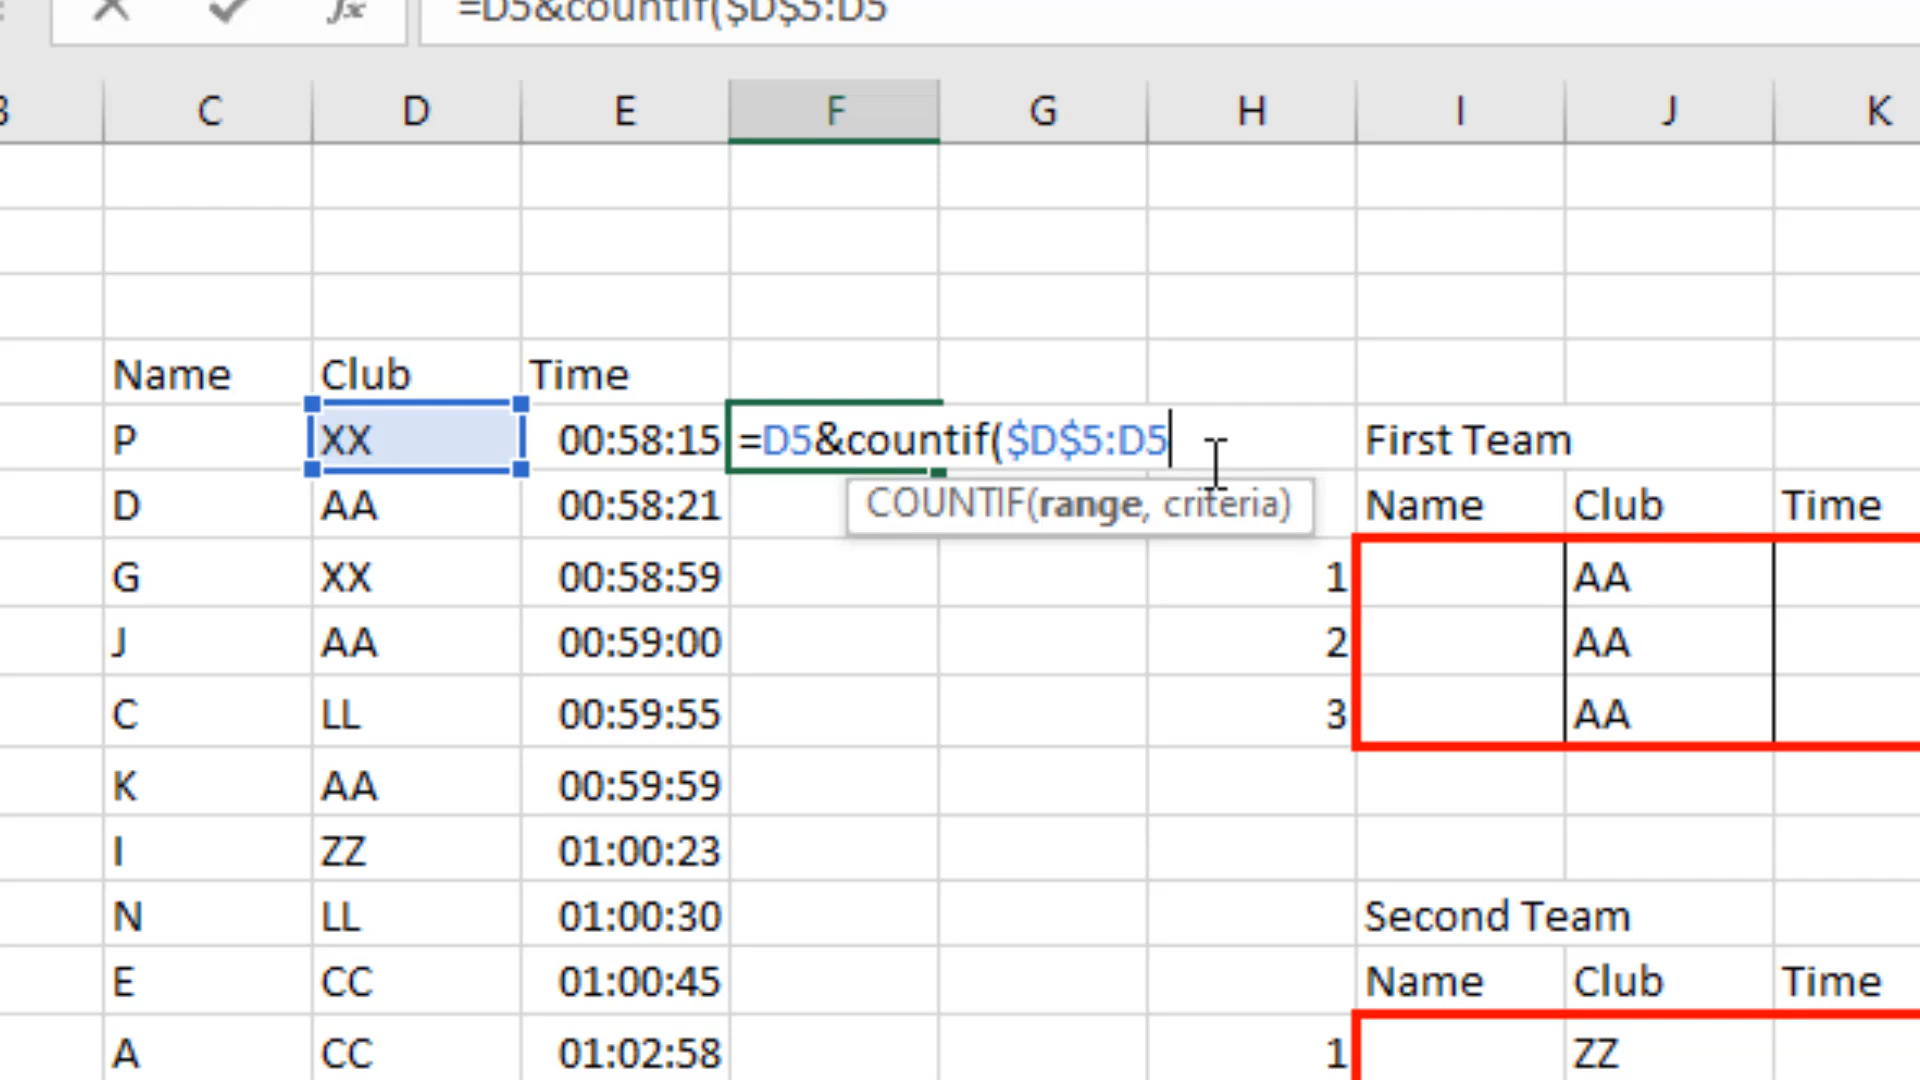 fx =D5&countif($D$5:D5
B C D E F G H I J K
Name Club Time
P XX 00:58:15 =D5&countif($D$5:D5 First Team
D AA 00:58:21 COUNTIF(range, criteria) Name Club Time
G XX 00:58:59 1 AA
J AA 00:59:00 2 AA
C LL 00:59:55 3 AA
K AA 00:59:59
I ZZ 01:00:23
N LL 01:00:30 Second Team
E CC 01:00:45 Name Club Time
A CC 01:02:58 1 ZZ